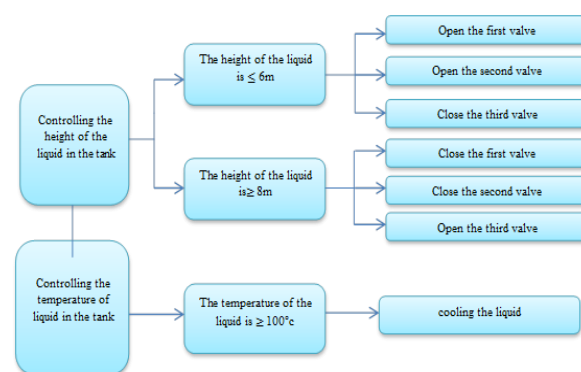 Controlling the
height of the
liquid in the tank
The height of the liquid
is ≤ 6m
Open the first valve
Open the second valve
Close the third valve
The height of the liquid
is≥ 8m
Close the first valve
Close the second valve
Open the third valve
Controlling the
temperature of
liquid in the tank
The temperature of the
liquid is ≥ 100°c
cooling the liquid